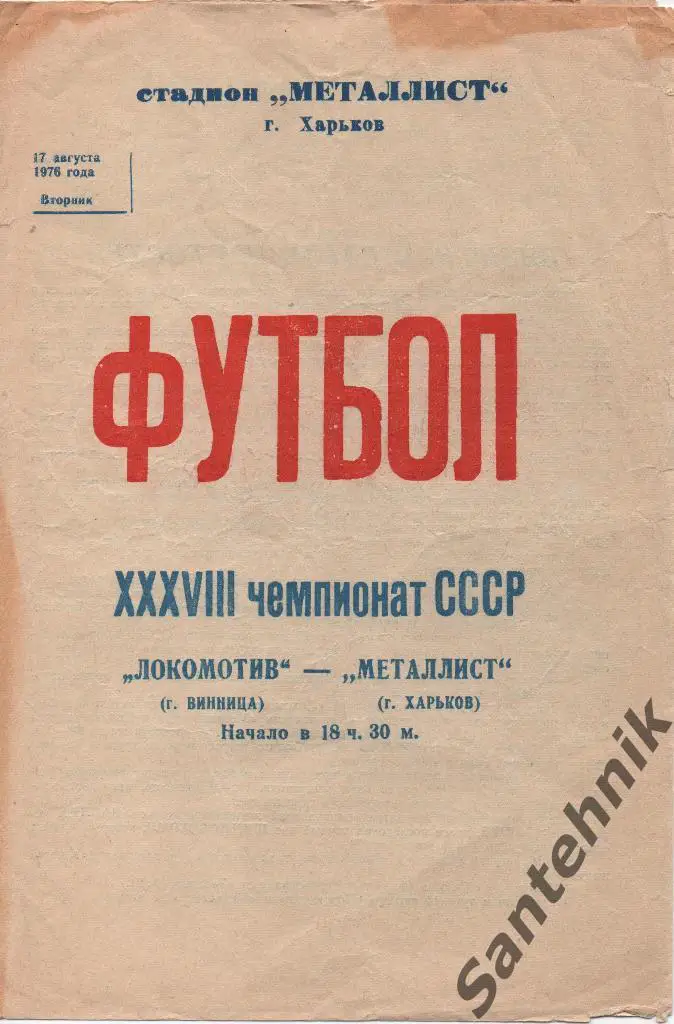 стадион „МЕТАЛЛИСТ“
г. Харьков
17 августа
1976 года
Вторник
ФУТБОЛ
XXXVIII чемпионат СССР
„ЛОКОМОТИВ“ — „МЕТАЛЛИСТ“
(г. ВИННИЦА) (г. ХАРЬКОВ)
Начало в 18 ч. 30 м.
Santehnik